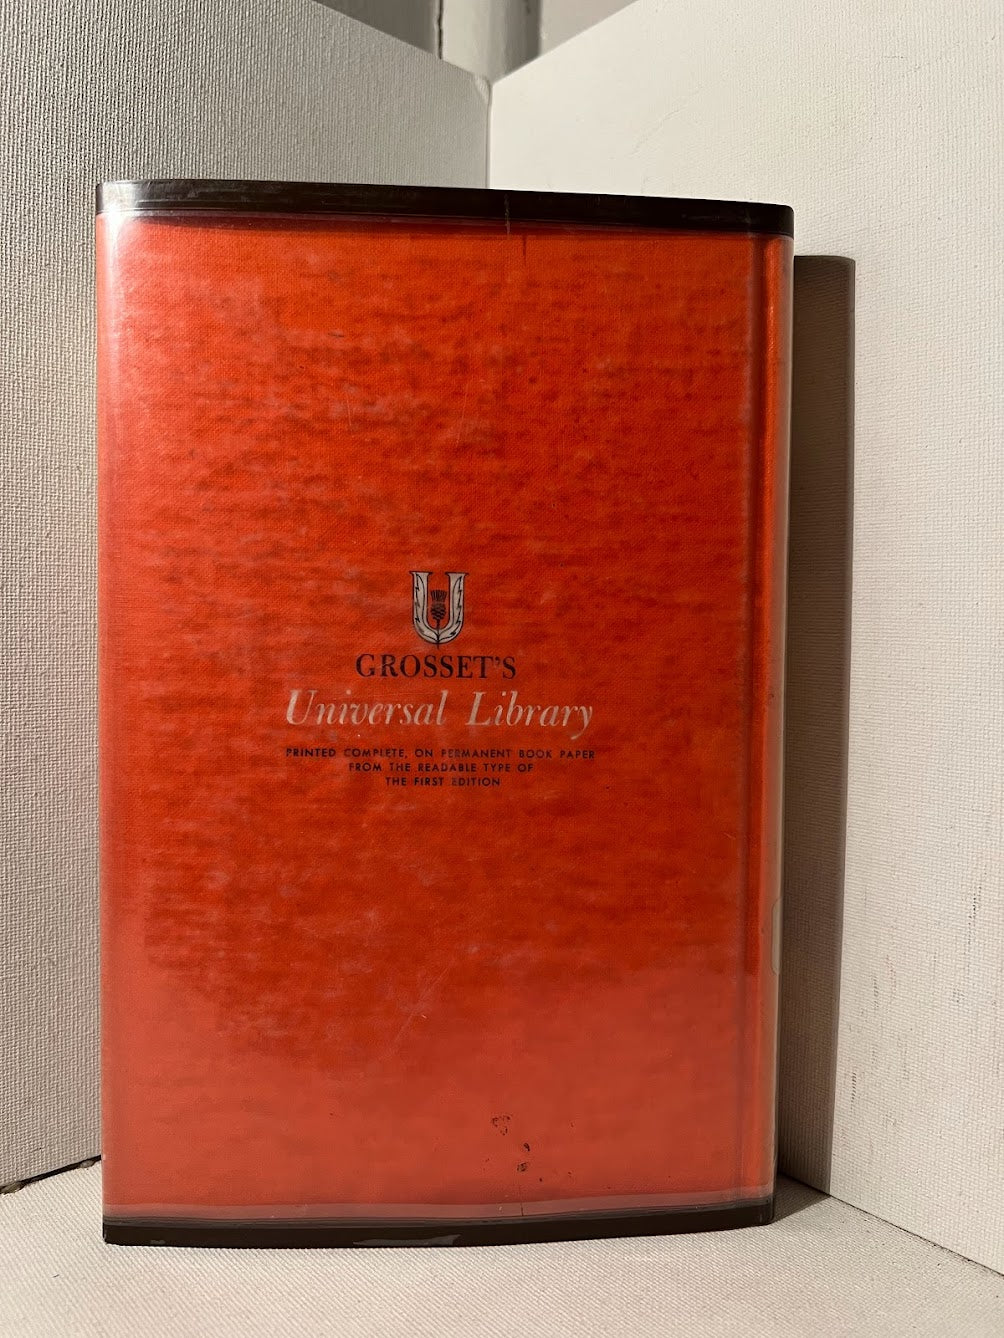 U
GROSSET'S
Universal Library
PRINTED COMPLETE, ON PERMANENT BOOK PAPER
FROM THE READABLE TYPE OF
THE FIRST EDITION